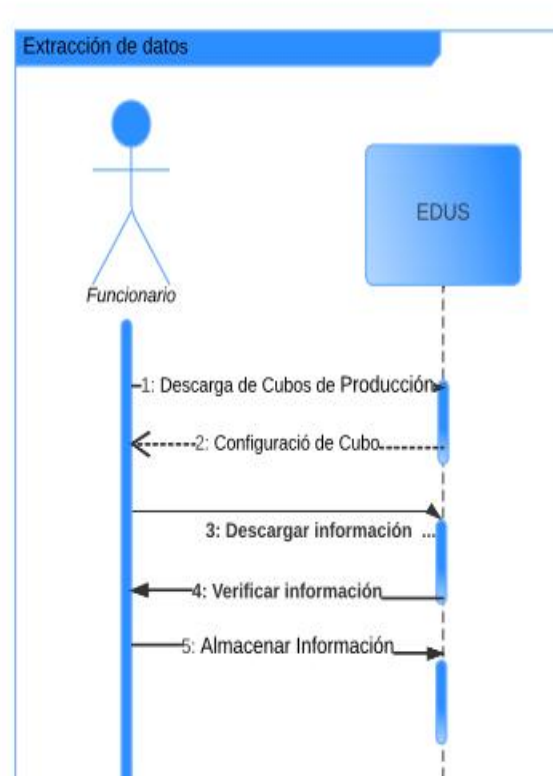 Extracción de datos
EDUS
Funcionario
1: Descarga de Cubos de Producción
2: Configuració de Cubo
3: Descargar información ...
4: Verificar información
5: Almacenar Información